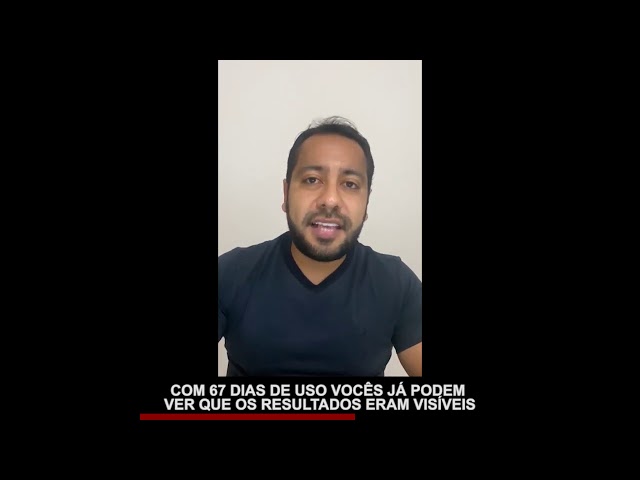 COM 67 DIAS DE USO VOCÊS JÁ PODEM
VER QUE OS RESULTADOS ERAM VISÍVEIS